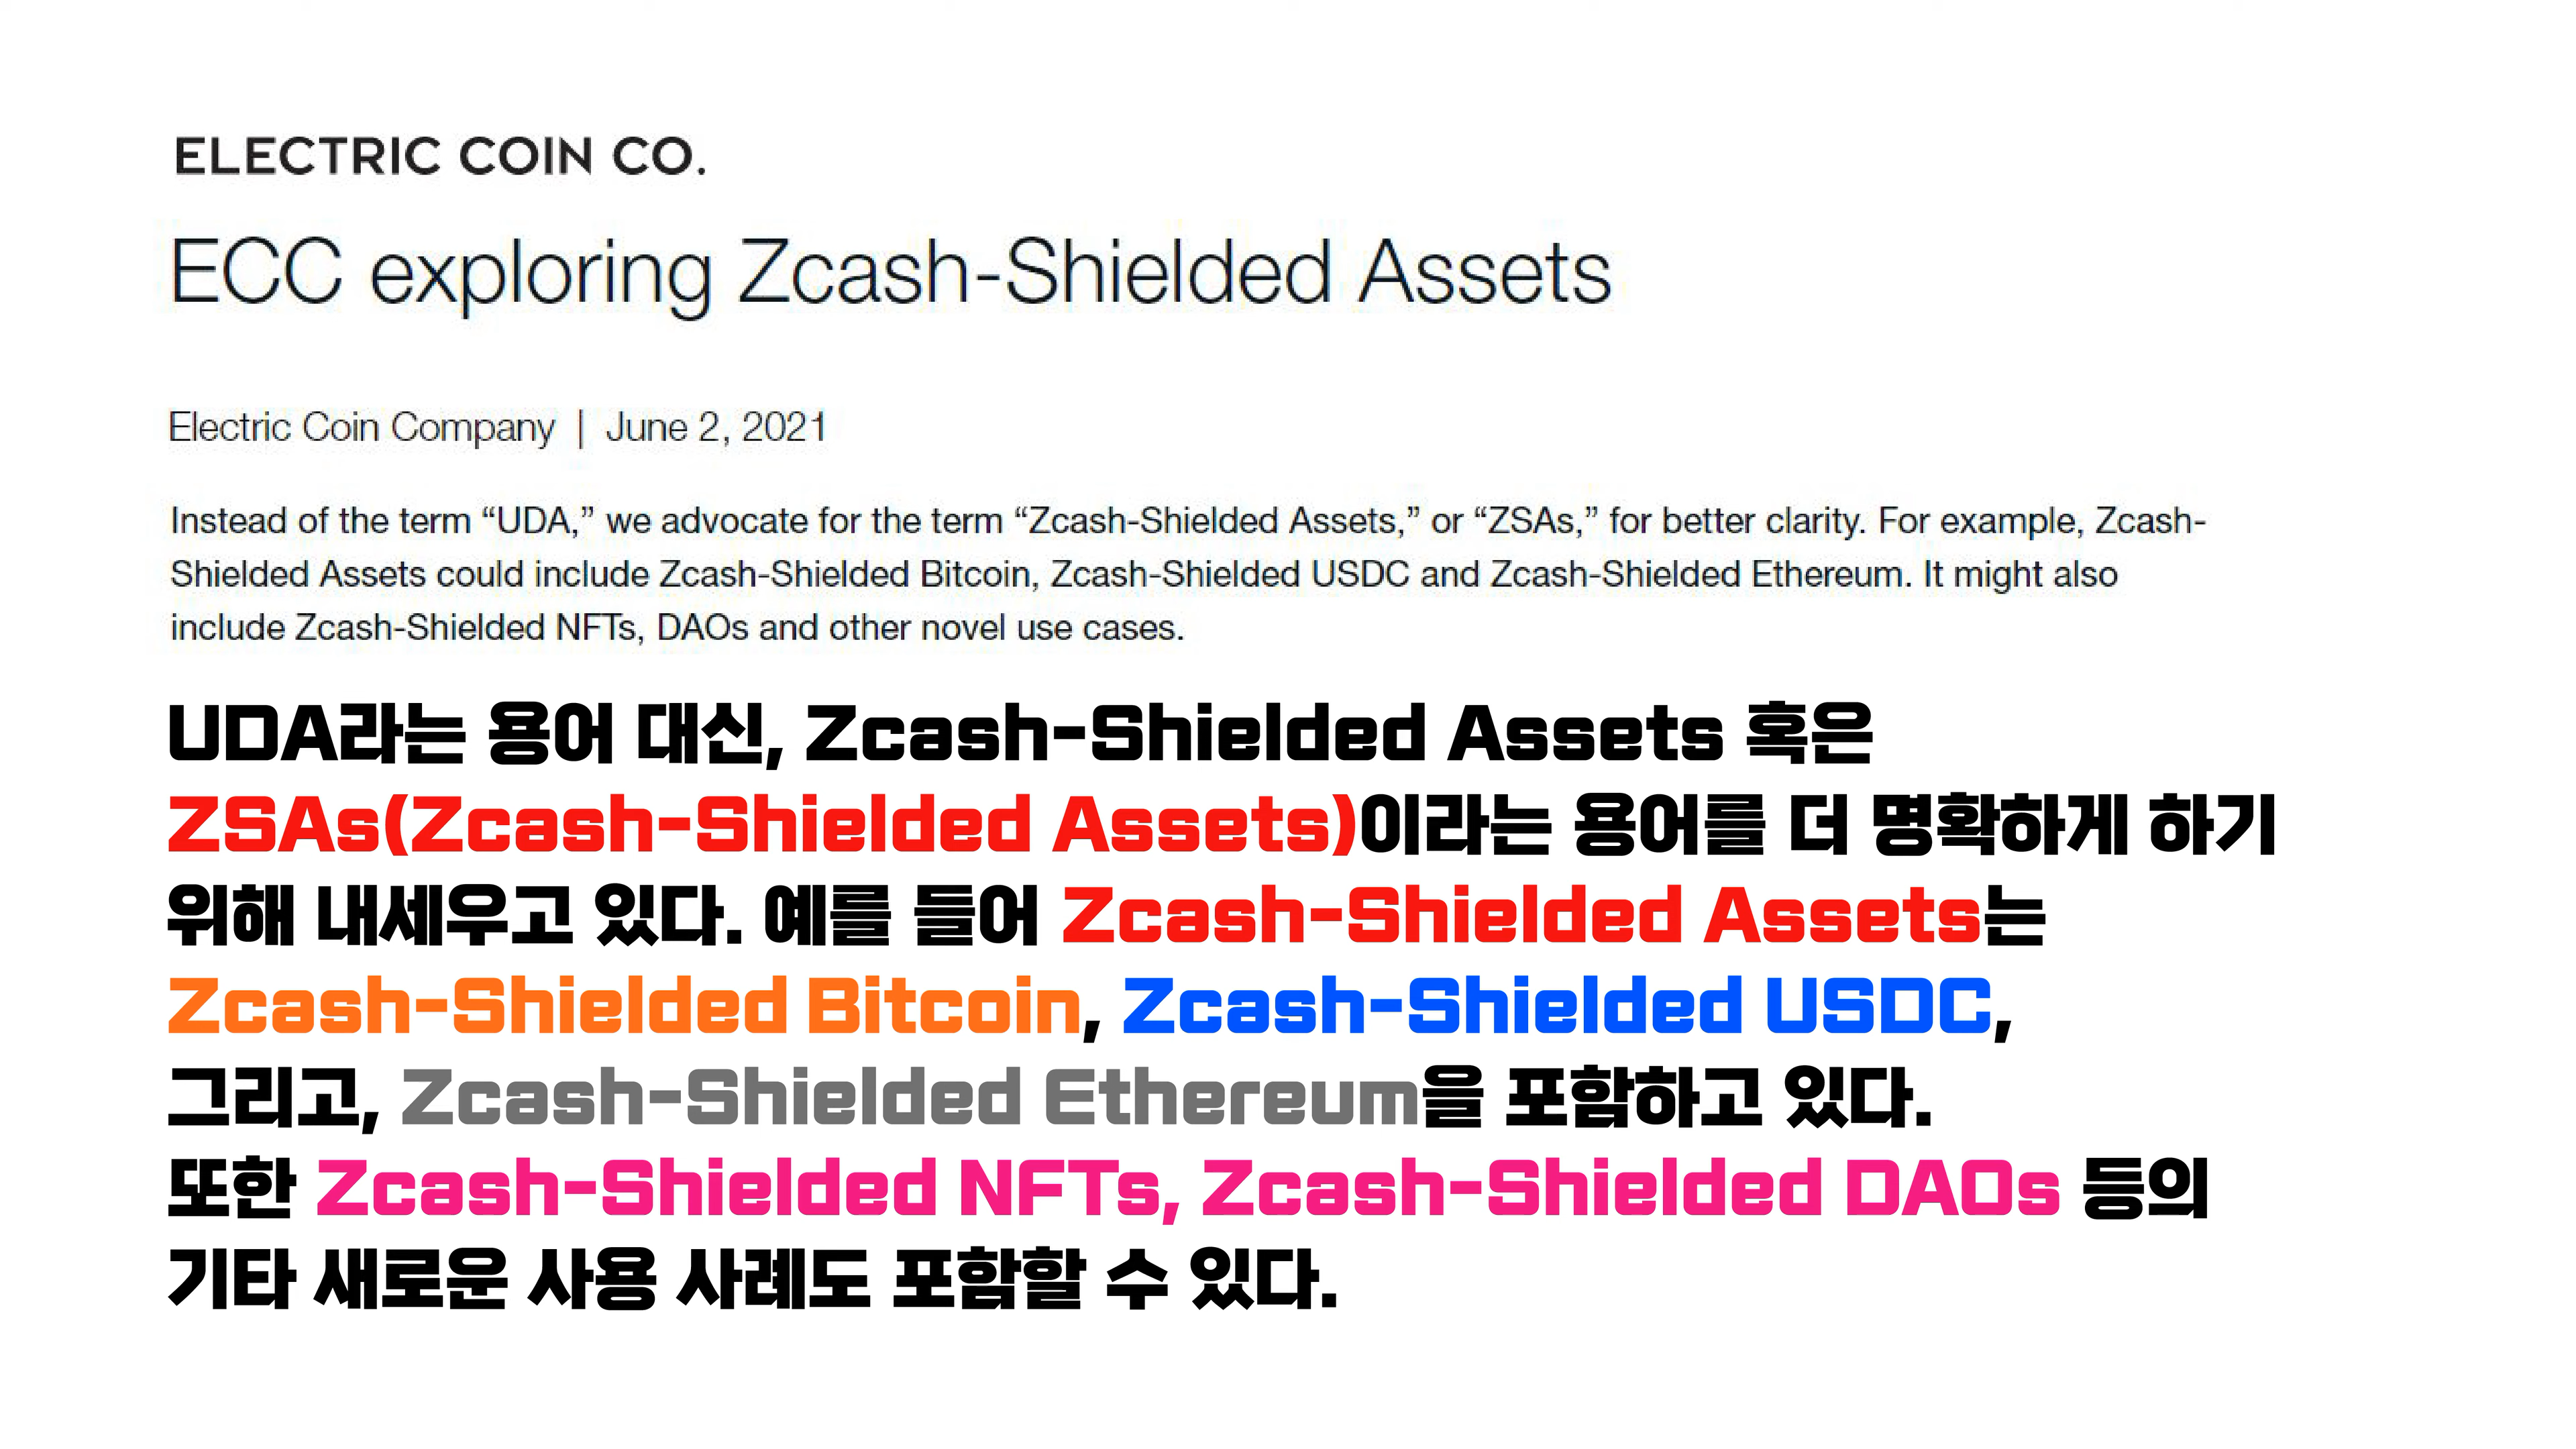 ELECTRIC COIN CO.
ECC exploring Zcash-Shielded Assets
Electric Coin Company | June 2, 2021
Instead of the term “UDA,” we advocate for the term “Zcash-Shielded Assets,” or “ZSAs,” for better clarity. For example, Zcash-
Shielded Assets could include Zcash-Shielded Bitcoin, Zcash-Shielded USDC and Zcash-Shielded Ethereum. It might also
include Zcash-Shielded NFTs, DAOs and other novel use cases.
UDA라는 용어 대신, Zcash-Shielded Assets 혹은
ZSAs(Zcash-Shielded Assets)이라는 용어를 더 명확하게 하기
위해 내세우고 있다. 예를 들어 Zcash-Shielded Assets는
Zcash-Shielded Bitcoin, Zcash-Shielded USDC,
그리고, Zcash-Shielded Ethereum을 포함하고 있다.
또한 Zcash-Shielded NFTs, Zcash-Shielded DAOs 등의
기타 새로운 사용 사례도 포함할 수 있다.